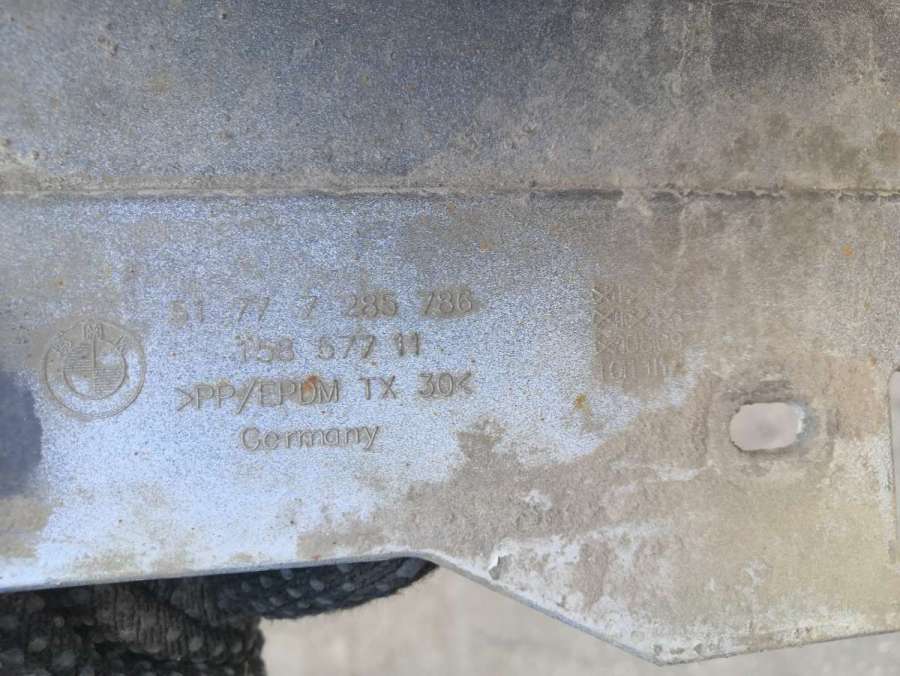 51 77 7 285 786
158 577 11
>PP/EPDM TX 30<
Germany